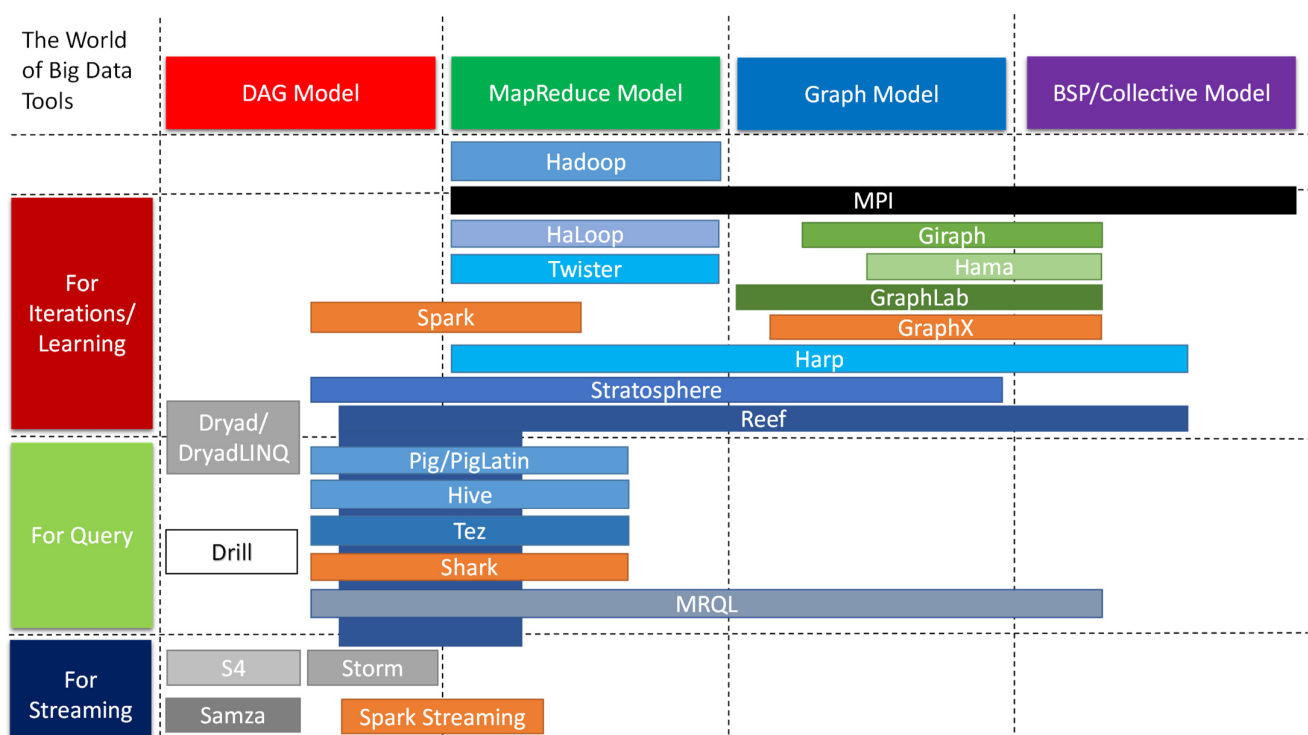 The World
of Big Data
Tools
DAG Model
MapReduce Model
Graph Model
BSP/Collective Model
Hadoop
MPI
For
Iterations/
Learning
HaLoop
Giraph
Twister
Hama
GraphLab
Spark
GraphX
Harp
Stratosphere
Dryad/
DryadLINQ
Reef
For Query
Pig/PigLatin
Hive
Tez
Drill
Shark
MRQL
For
Streaming
S4
Storm
Samza
Spark Streaming